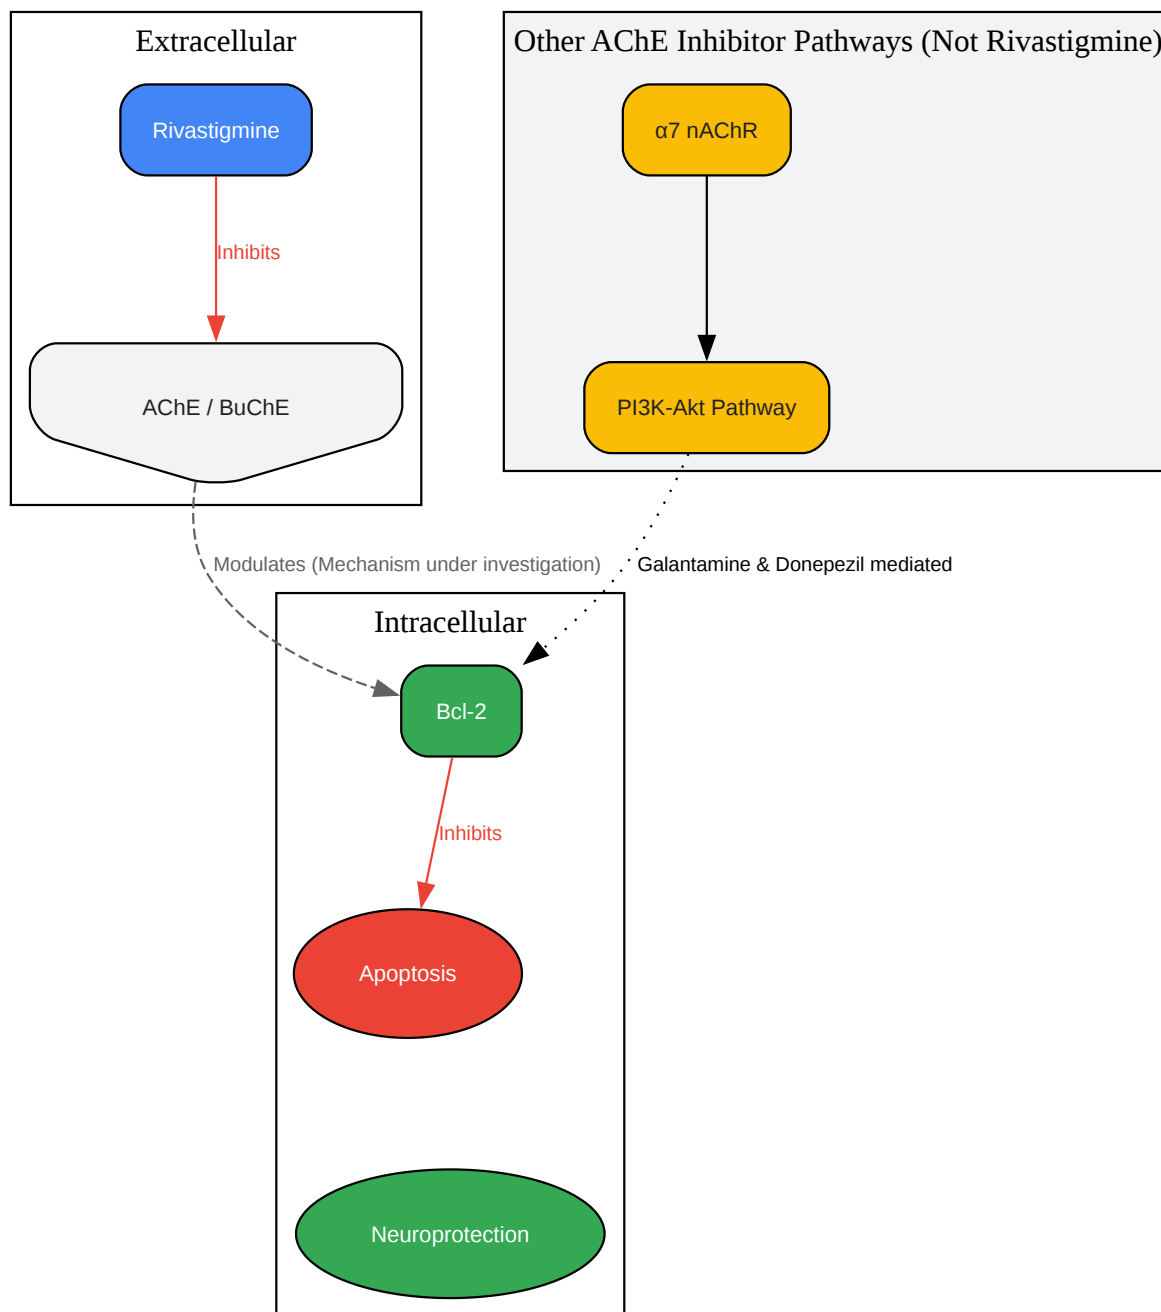 Extracellular
Other AChE Inhibitor Pathways (Not Rivastigmine)
Rivastigmine
α7 nAChR
Inhibits
AChE / BuChE
PI3K-Akt Pathway
Modulates (Mechanism under investigation)
Galantamine & Donepezil mediated
Intracellular
Bcl-2
Inhibits
Apoptosis
Neuroprotection